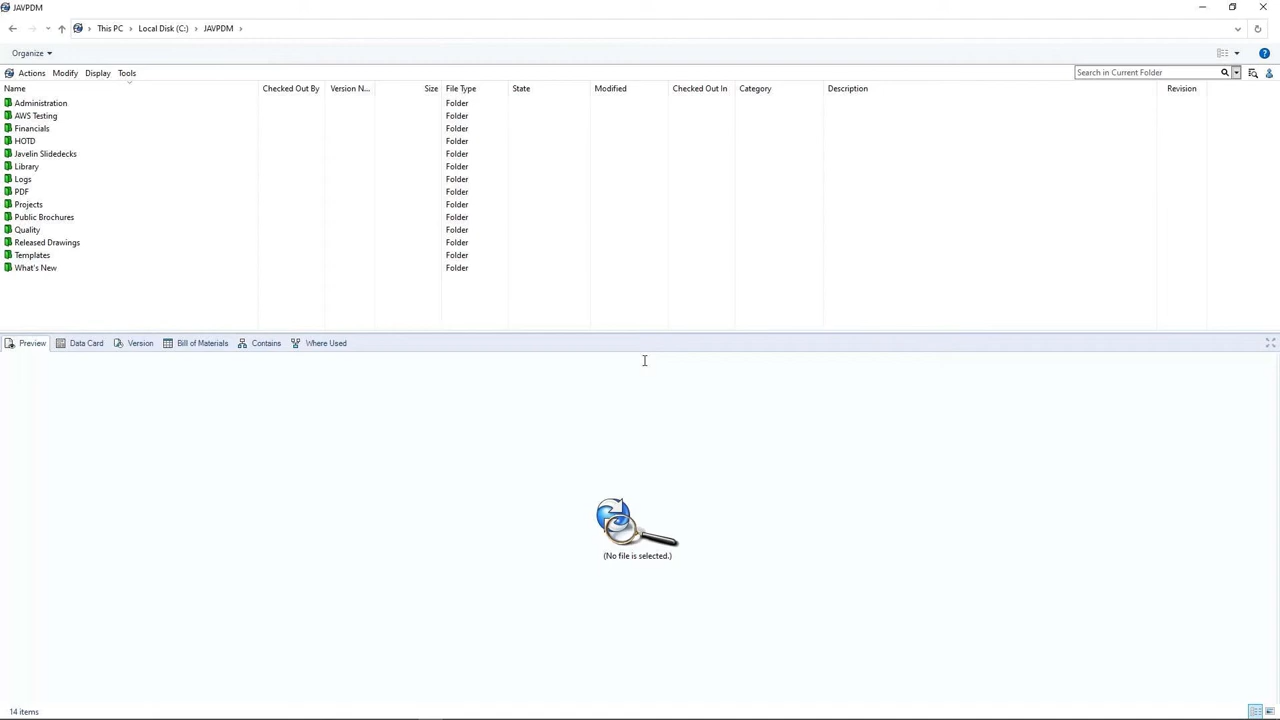 JAVPDM
This PC Local Disk (C:) JAVPDM
Organize
Actions Modify Display Tools Search in Current Folder
Name Checked Out By Version N... Size File Type State Modified Checked Out In Category Description Revision
Administration Folder
AWS Testing Folder
Financials Folder
HOTD Folder
Javelin Slidedecks Folder
Library Folder
Logs Folder
PDF Folder
Projects Folder
Public Brochures Folder
Quality Folder
Released Drawings Folder
Templates Folder
What's New Folder
Preview Data Card Version Bill of Materials Contains Where Used
(No file is selected.)
14 items